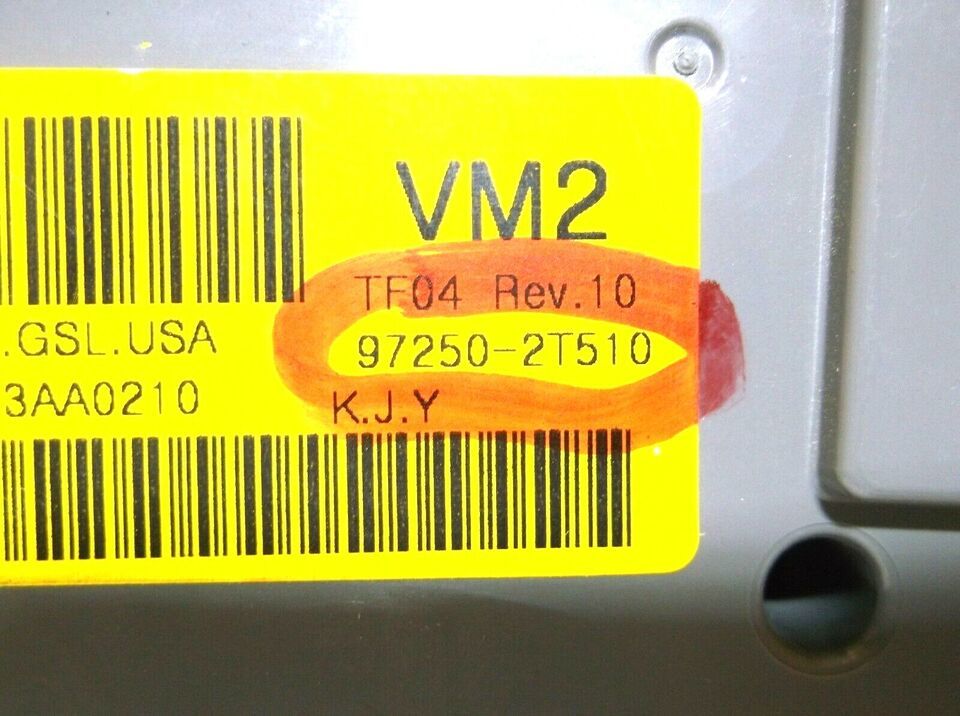 VM2
TF04 Rev.10
.GSL.USA
97250-2T510
3AA0210
K.J.Y